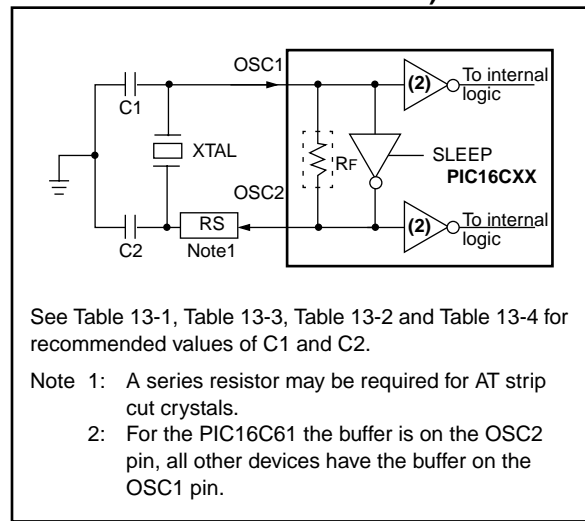 OSC1
To internal
logic
(2)
C1
XTAL
RF
SLEEP
PIC16CXX
OSC2
RS
To internal
logic
(2)
C2
Note1
See Table 13-1, Table 13-3, Table 13-2 and Table 13-4 for
recommended values of C1 and C2.
Note 1: A series resistor may be required for AT strip
cut crystals.
2: For the PIC16C61 the buffer is on the OSC2
pin, all other devices have the buffer on the
OSC1 pin.